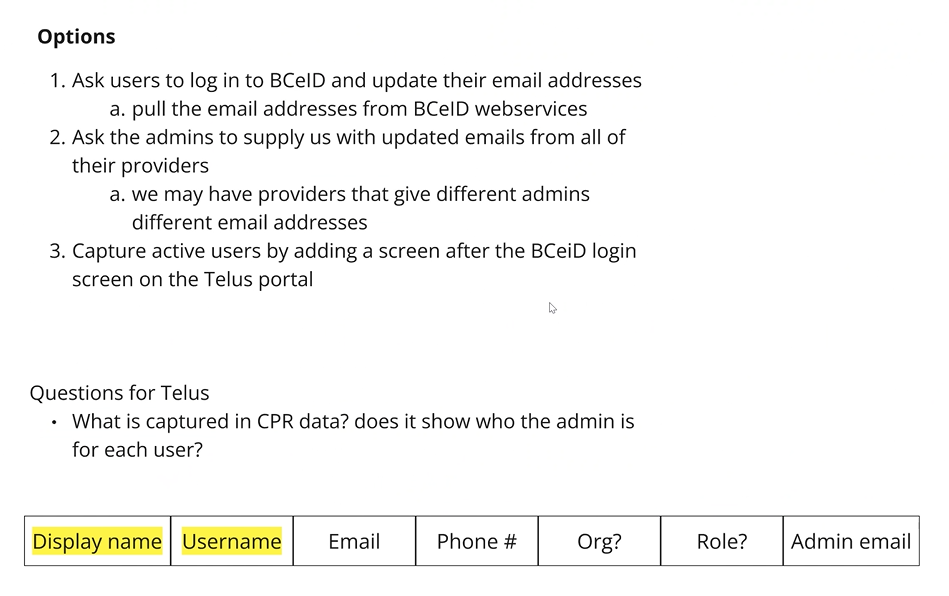 Options
1. Ask users to log in to BCeID and update their email addresses
a. pull the email addresses from BCeID webservices
2. Ask the admins to supply us with updated emails from all of
their providers
a. we may have providers that give different admins
different email addresses
3. Capture active users by adding a screen after the BCeiD login
screen on the Telus portal
Questions for Telus
• What is captured in CPR data? does it show who the admin is
for each user?
Display name Username Email Phone # Org? Role? Admin email